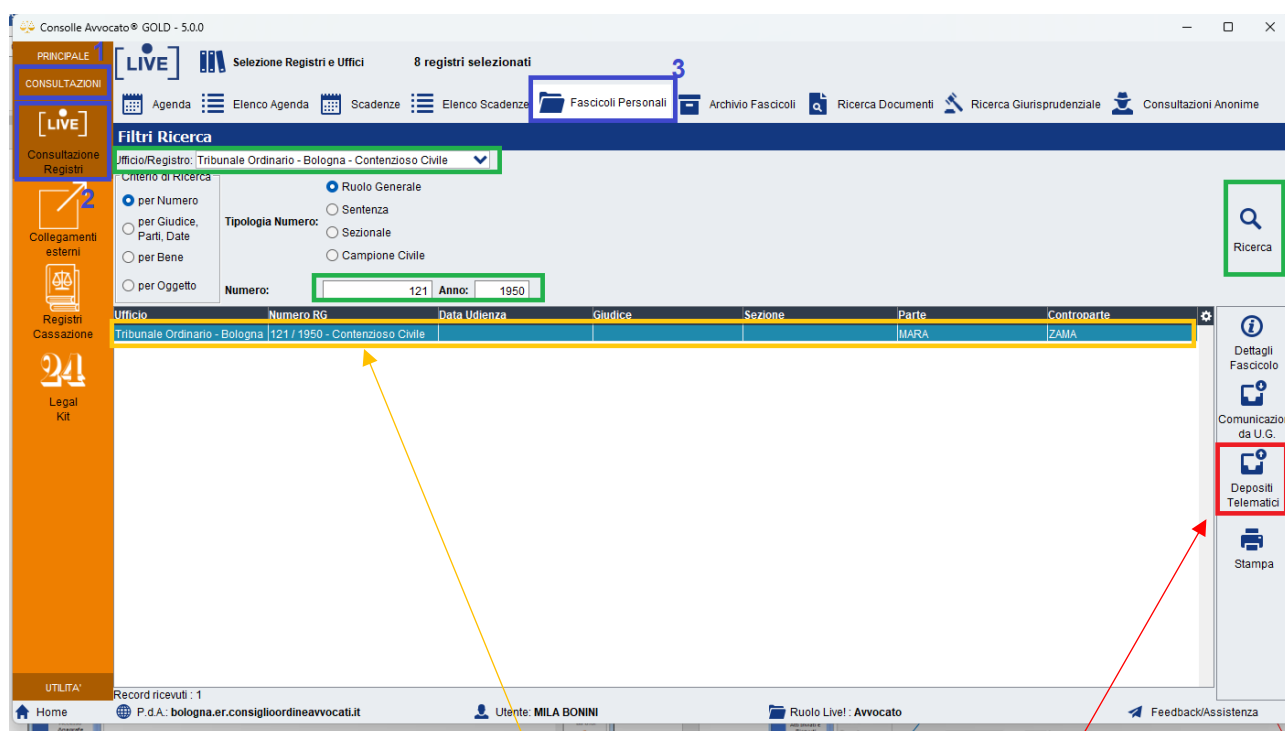 Consolle Avvocato® GOLD - 5.0.0
PRINCIPALE 1
CONSULTAZIONI
[LIVE]
Consultazione
Registri
2
Collegamenti
esterni
Registri
Cassazione
24
Legal
Kit
UTILITA'
[LIVE] Selezione Registri e Uffici 8 registri selezionati
3
Agenda Elenco Agenda Scadenze Elenco Scadenze Fascicoli Personali Archivio Fascicoli Ricerca Documenti Ricerca Giurisprudenziale Consultazioni Anonime
Filtri Ricerca
Ufficio/Registro: Tribunale Ordinario - Bologna - Contenzioso Civile
Criterio di Ricerca
per Numero
per Giudice,
Parti, Date
per Bene
per Oggetto
Tipologia Numero:
Ruolo Generale
Sentenza
Sezionale
Campione Civile
Numero: 121 Anno: 1950
Ricerca
Ufficio Numero RG Data Udienza Giudice Sezione Parte Controparte
Tribunale Ordinario - Bologna 121 / 1950 - Contenzioso Civile MARA ZAMA
Dettagli
Fascicolo
Comunicazio
da U.G.
Depositi
Telematici
Stampa
Record ricevuti : 1
Home P.d.A.: bologna.er.consiglioordineavvocati.it Utente: MILA BONINI Ruolo Live! : Avvocato Feedback/Assistenza